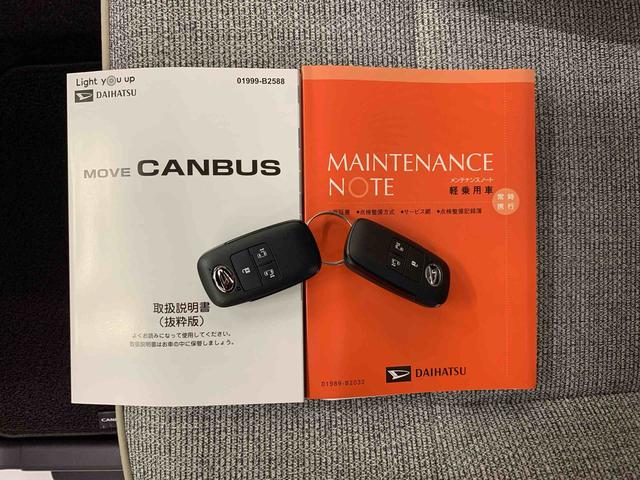 Light you up
DAIHATSU
01999-B2588
MOVE CANBUS
取扱説明書
(抜粋版)
よくお読みになって使用してください。
取扱説明書はお車の中に保管しましょう。
MAINTENANCE
NOTE
メンテナンスノート
軽乗用車
常時
携行
●点検整備方式 ●サービス網 ●点検整備記録簿
01989-B2032
DAIHATSU